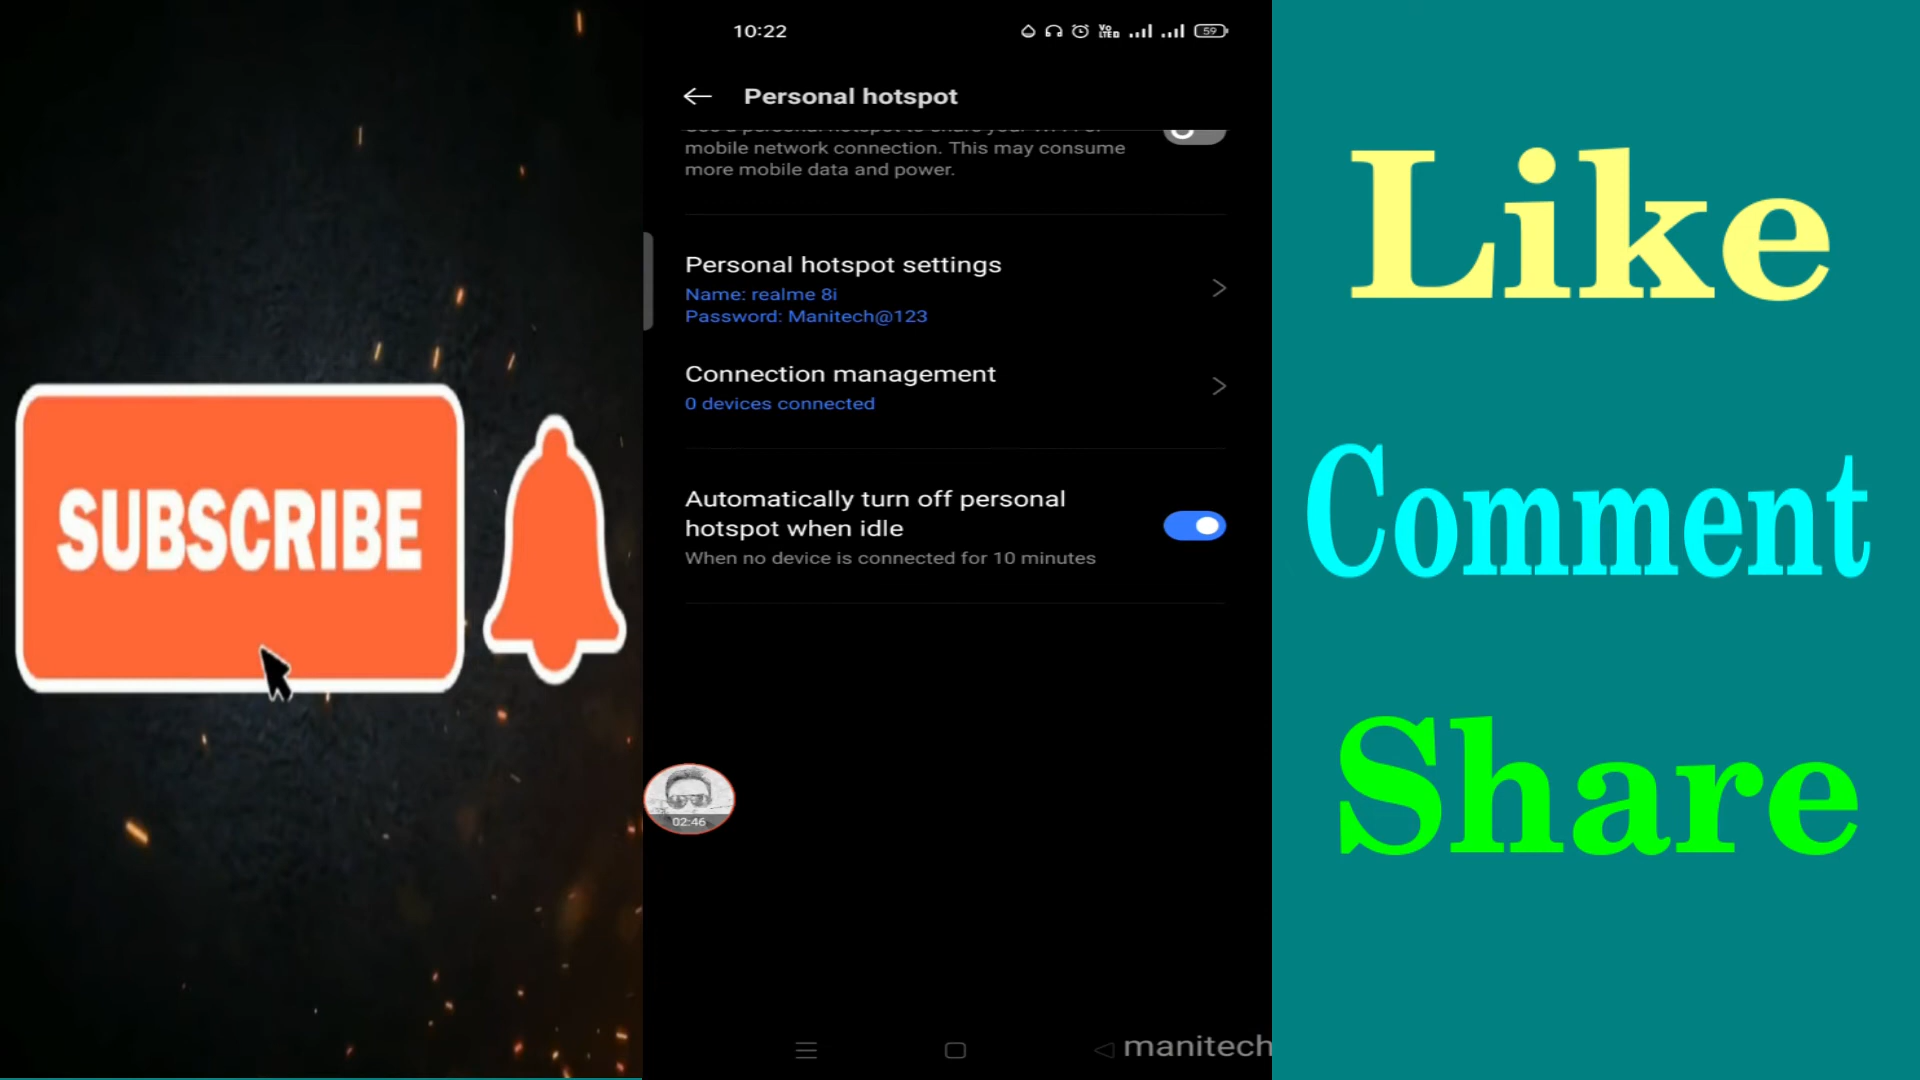 SUBSCRIBE
10:22
59
Personal hotspot
mobile network connection. This may consume
more mobile data and power.
Personal hotspot settings
Name: realme 8i
Password: Manitech@123
Connection management
0 devices connected
Automatically turn off personal
hotspot when idle
When no device is connected for 10 minutes
02:46
manitech
Like
Comment
Share